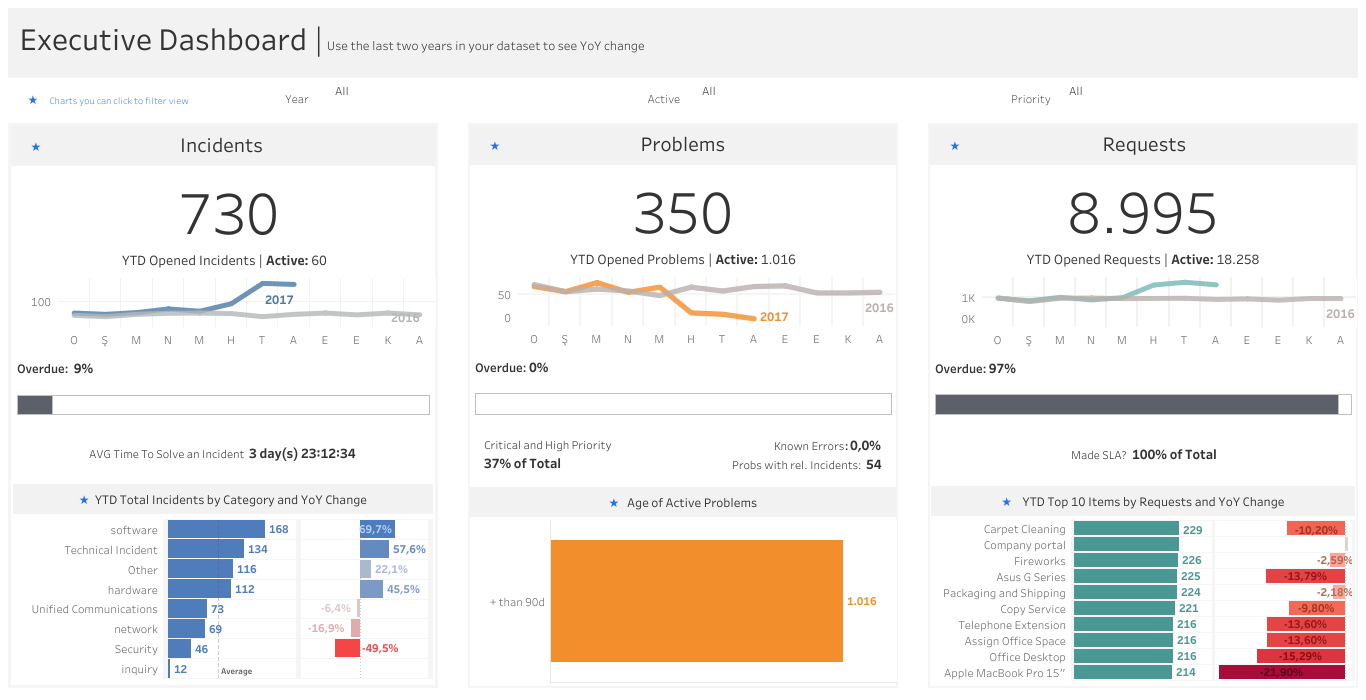 Executive Dashboard | Use the last two years in your dataset to see YoY change
★ Charts you can click to filter view
Year All
Active All
Priority All
★ Incidents
730
YTD Opened Incidents | Active: 60
100
2017
2016
O Ş M N M H T A E E K A
Overdue: 9%
AVG Time To Solve an Incident 3 day(s) 23:12:34
★ YTD Total Incidents by Category and YoY Change
software 168 69,7%
Technical Incident 134 57,6%
Other 116 22,1%
hardware 112 45,5%
Unified Communications 73 -6,4%
network 69 -16,9%
Security 46 -49,5%
inquiry 12
Average
★ Problems
350
YTD Opened Problems | Active: 1.016
50
0
2016
2017
O Ş M N M H T A E E K A
Overdue: 0%
Critical and High Priority
37% of Total
Known Errors: 0,0%
Probs with rel. Incidents: 54
★ Age of Active Problems
+ than 90d 1.016
★ Requests
8.995
YTD Opened Requests | Active: 18.258
1K
0K
2016
O Ş M N M H T A E E K A
Overdue: 97%
Made SLA? 100% of Total
★ YTD Top 10 Items by Requests and YoY Change
Carpet Cleaning 229 -10,20%
Company portal
Fireworks 226 -2,59%
Asus G Series 225 -13,79%
Packaging and Shipping 224 -2,18%
Copy Service 221 -9,80%
Telephone Extension 216 -13,60%
Assign Office Space 216 -13,60%
Office Desktop 216 -15,29%
Apple MacBook Pro 15" 214 -21,90%